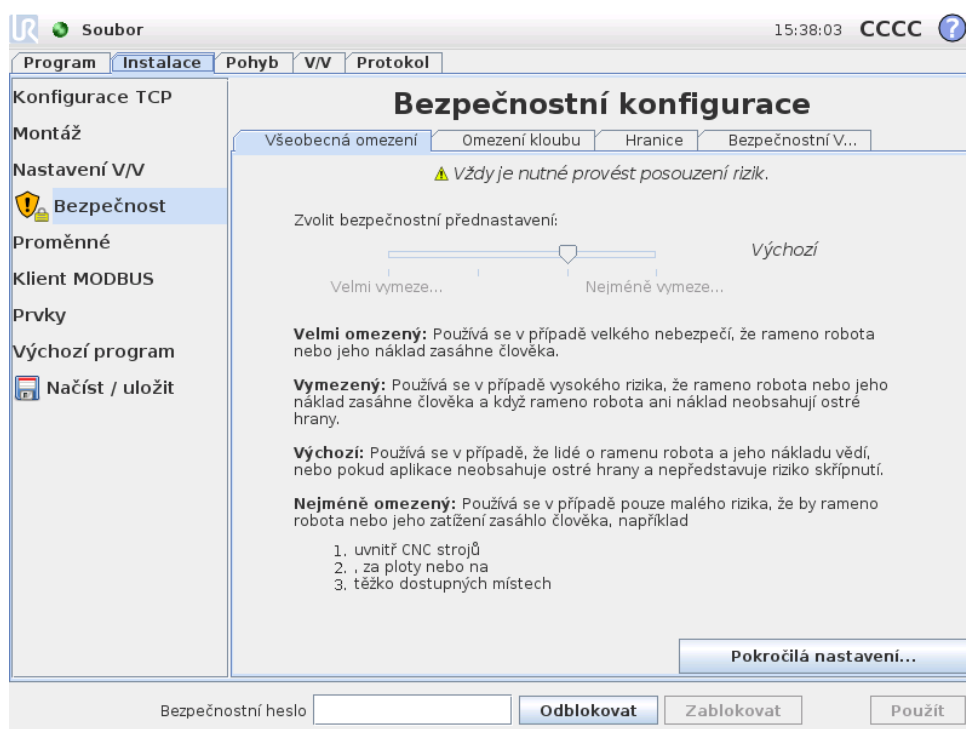 UR Soubor 15:38:03 CCCC ?
Program Instalace Pohyb V/V Protokol
Konfigurace TCP
Montáž
Nastavení V/V
Bezpečnost
Proměnné
Klient MODBUS
Prvky
Výchozí program
Načíst / uložit
Bezpečnostní konfigurace
Všeobecná omezení Omezení kloubu Hranice Bezpečnostní V...
Vždy je nutné provést posouzení rizik.
Zvolit bezpečnostní přednastavení:
Výchozí
Velmi vymeze... Nejméně vymeze...
Velmi omezený: Používá se v případě velkého nebezpečí, že rameno robota
nebo jeho náklad zasáhne člověka.
Vymezený: Používá se v případě vysokého rizika, že rameno robota nebo jeho
náklad zasáhne člověka a když rameno robota ani náklad neobsahují ostré
hrany.
Výchozí: Používá se v případě, že lidé o ramenu robota a jeho nákladu vědí,
nebo pokud aplikace neobsahuje ostré hrany a nepředstavuje riziko skřípnutí.
Nejméně omezený: Používá se v případě pouze malého rizika, že by rameno
robota nebo jeho zatížení zasáhlo člověka, například
1. uvnitř CNC strojů
2. , za ploty nebo na
3. těžko dostupných místech
Pokročilá nastavení...
Bezpečnostní heslo Odblokovat Zablokovat Použít